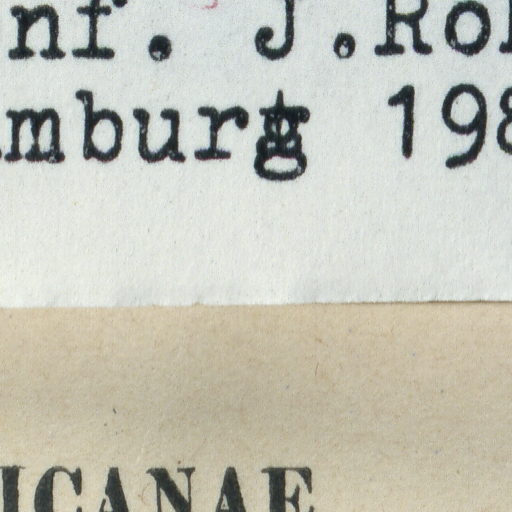 nf. J.Ro
mburg 198
ICANAE